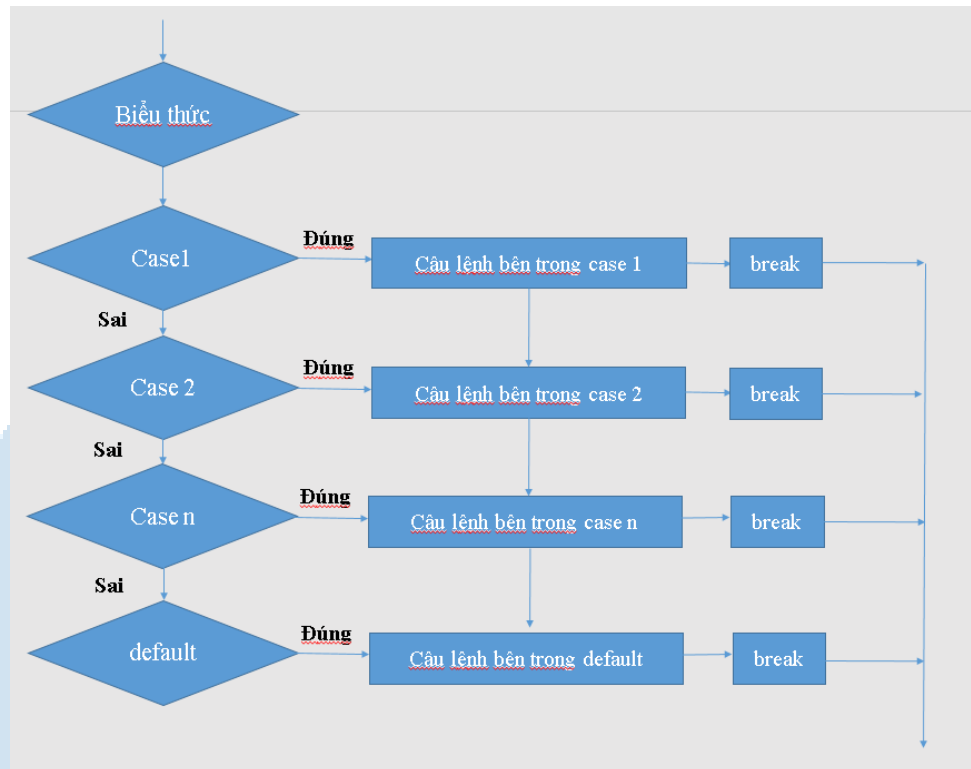 Biểu thức
Case1
Đúng
Câu lệnh bên trong case 1
break
Sai
Case 2
Đúng
Câu lệnh bên trong case 2
break
Sai
Case n
Đúng
Câu lệnh bên trong case n
break
Sai
default
Đúng
Câu lệnh bên trong default
break